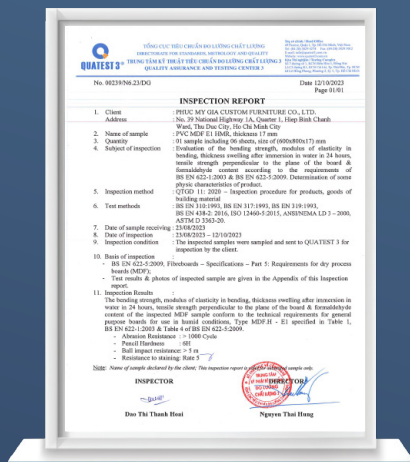 TỔNG CỤC TIÊU CHUẨN ĐO LƯỜNG CHẤT LƯỢNG
DIRECTORATE FOR STANDARDS, METROLOGY AND QUALITY
TRUNG TÂM KỸ THUẬT TIÊU CHUẨN ĐO LƯỜNG CHẤT LƯỢNG 3
QUALITY ASSURANCE AND TESTING CENTER 3
QUATEST 3®
No. 00239/N6.23/DG
Date 12/10/2023
Page 01/01
INSPECTION REPORT
1. Client : PHUC MY GIA CUSTOM FURNITURE CO., LTD.
Address : No. 39 National Highway 1A, Quarter 1, Hiep Binh Chanh
Ward, Thu Duc City, Ho Chi Minh City
2. Name of sample : PVC MDF E1 HMR, thickness 17 mm
3. Quantity : 01 sample including 06 sheets, size of (600x800x17) mm
4. Subject of inspection : Evaluation of the bending strength, modulus of elasticity in
bending, thickness swelling after immersion in water in 24 hours,
tensile strength perpendicular to the plane of the board &
formaldehyde content according to the requirements of
BS EN 622-1:2003 & BS EN 622-5:2009. Determination of some
physics characteristics of product.
5. Inspection method : QTGD 11: 2020 – Inspection procedure for products, goods of
building material
6. Test methods : BS EN 310:1993, BS EN 317:1993, BS EN 319:1993,
BS EN 438-2: 2016, ISO 12460-5:2015, ANSI/NEMA LD 3 – 2000,
ASTM D 3363-20.
7. Date of sample receiving : 23/08/2023
8. Date of inspection : 23/08/2023 – 12/10/2023
9. Inspection condition : The inspected samples were sampled and sent to QUATEST 3 for
inspection by the client.
10. Basis of inspection :
- BS EN 622-5:2009, Fibreboards – Specifications – Part 5: Requirements for dry process
boards (MDF);
- Test results & photos of inspected sample are given in the Appendix of this Inspection
report.
11. Inspection Results :
The bending strength, modulus of elasticity in bending, thickness swelling after immersion in
water in 24 hours, tensile strength perpendicular to the plane of the board & formaldehyde
content of the inspected MDF sample conform to the technical requirements for general
purpose boards for use in humid conditions, Type MDF.H - E1 specified in Table 1,
BS EN 622-1:2003 & Table 4 of BS EN 622-5:2009.
- Abrasion Resistance : > 1000 Cycle
- Pencil Hardness : 6H
- Ball impact resistance: > 5 m
- Resistance to staining: Rate 5
Note: Name of sample declared by the client; This inspection report is sample only.
INSPECTOR
DIRECTOR
Dao Thi Thanh Hoai
Nguyen Thai Hung